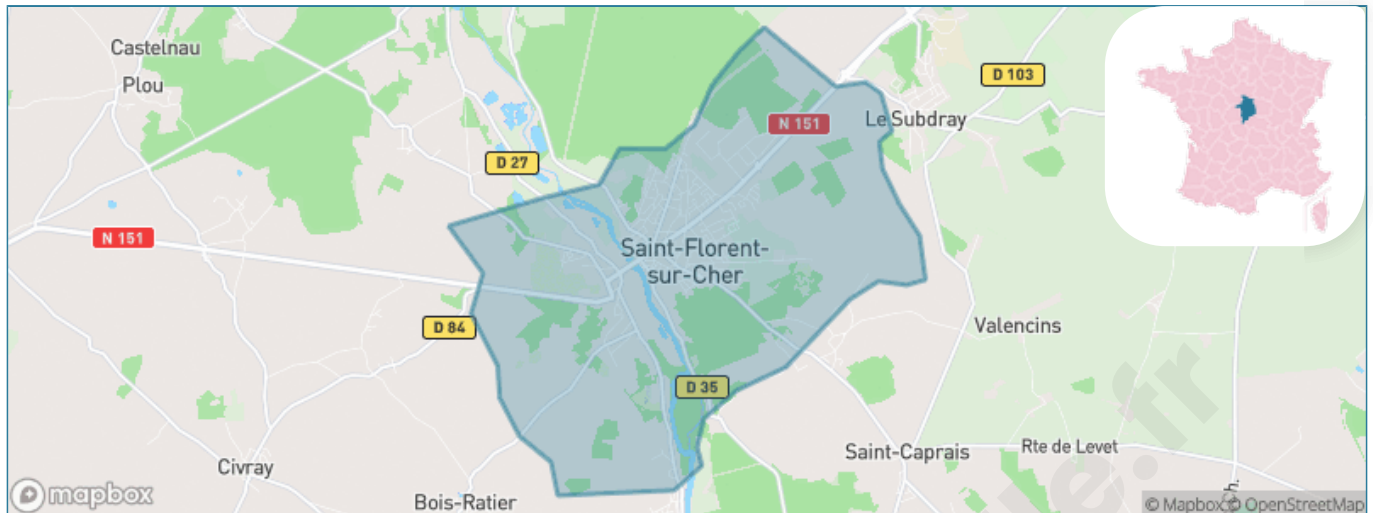 Castelnau
Plou
D 103
N 151
Le Subdray
D 27
N 151
Saint-Florent-
sur-Cher
D 84
Valencins
D 35
Saint-Caprais
Rte de Levet
Civray
Bois-Ratier
Ch.
mapbox
© Mapbox © OpenStreetMap